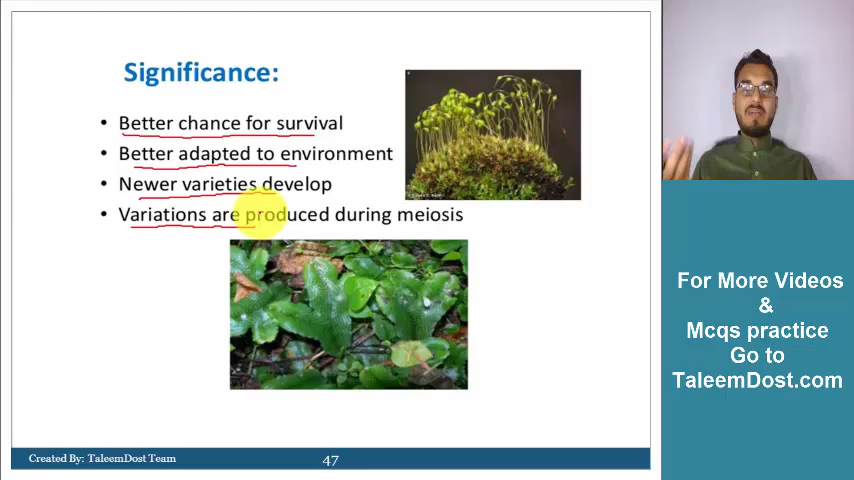 Significance:
• Better chance for survival
• Better adapted to environment
• Newer varieties develop
• Variations are produced during meiosis
For More Videos
&
Mcqs practice
Go to
TaleemDost.com
Created By: TaleemDost Team
47